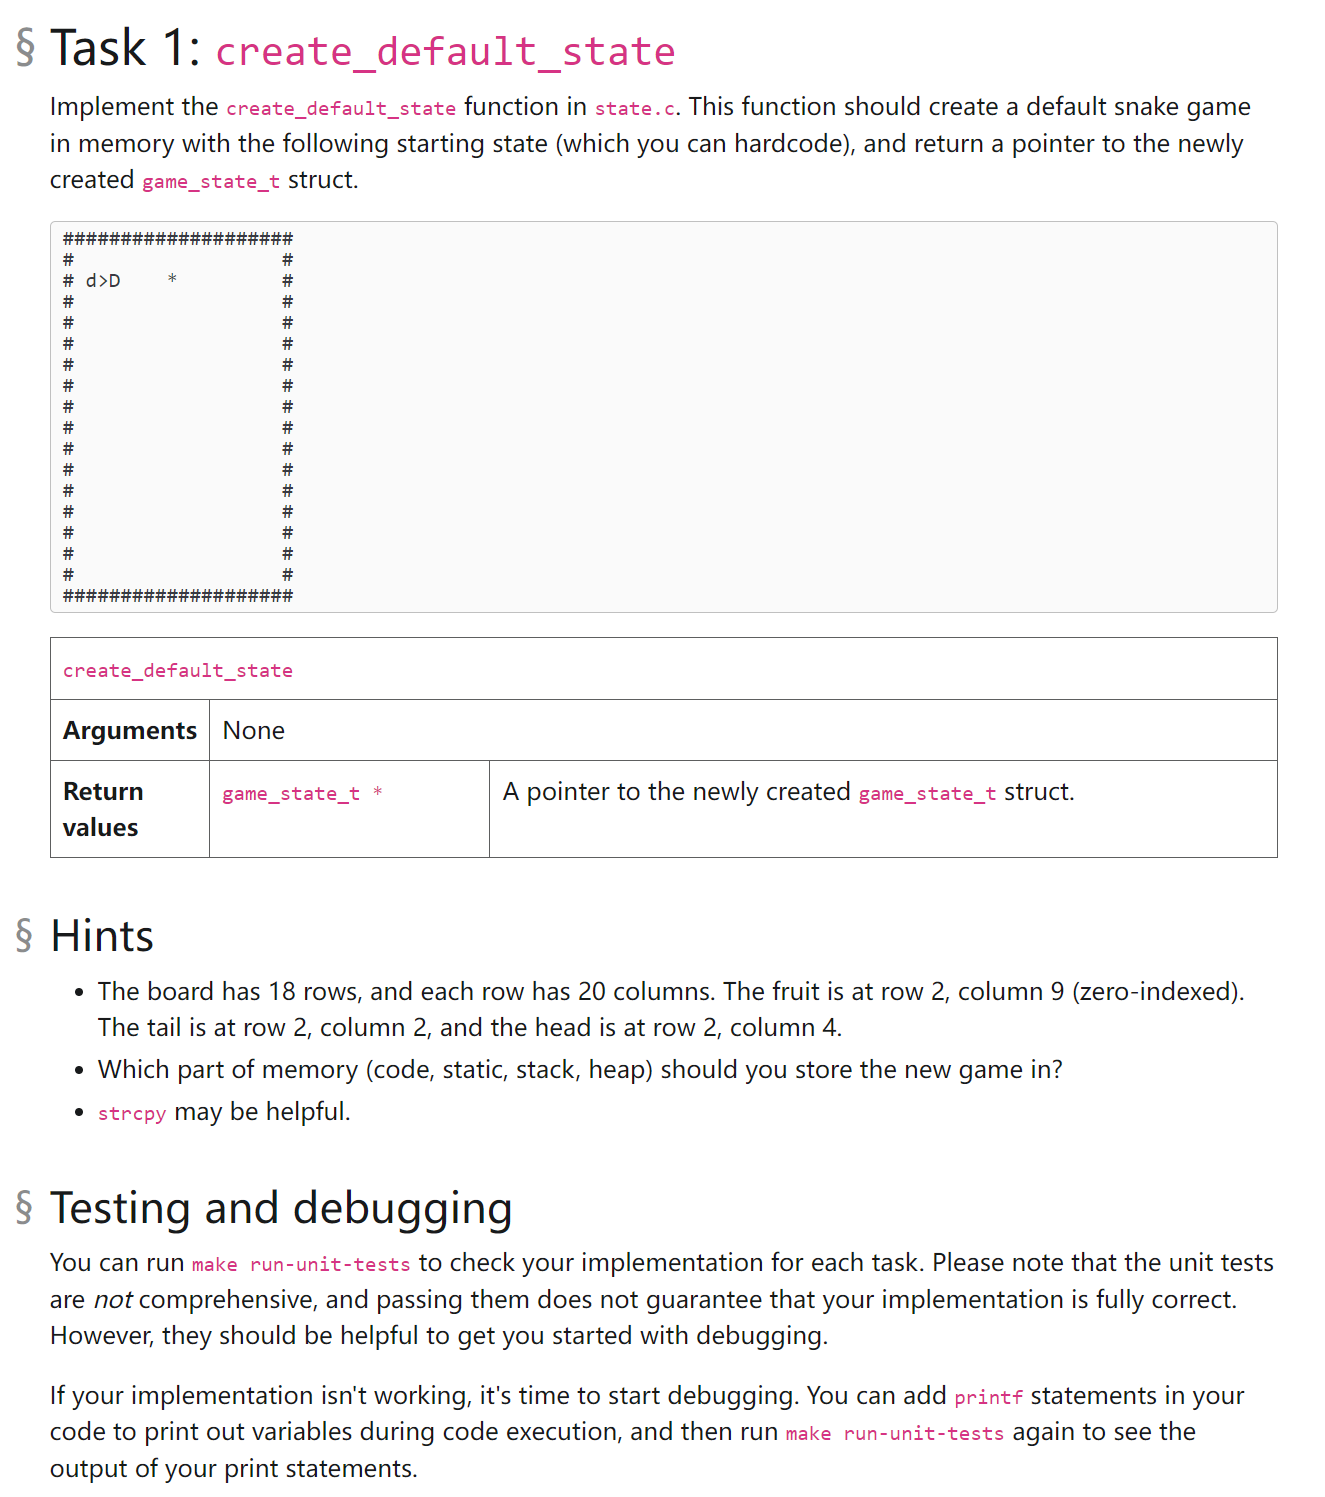 § Task 1: create_default_state
Implement the create_default_state function in state.c. This function should create a default snake game
in memory with the following starting state (which you can hardcode), and return a pointer to the newly
created game_state_t struct.
####################
#                  #
# d>D    *         #
#                  #
#                  #
#                  #
#                  #
#                  #
#                  #
#                  #
#                  #
#                  #
#                  #
#                  #
#                  #
#                  #
#                  #
####################
create_default_state
Arguments None
Return values game_state_t * A pointer to the newly created game_state_t struct.
§ Hints
• The board has 18 rows, and each row has 20 columns. The fruit is at row 2, column 9 (zero-indexed).
The tail is at row 2, column 2, and the head is at row 2, column 4.
• Which part of memory (code, static, stack, heap) should you store the new game in?
• strcpy may be helpful.
§ Testing and debugging
You can run make run-unit-tests to check your implementation for each task. Please note that the unit tests
are not comprehensive, and passing them does not guarantee that your implementation is fully correct.
However, they should be helpful to get you started with debugging.
If your implementation isn't working, it's time to start debugging. You can add printf statements in your
code to print out variables during code execution, and then run make run-unit-tests again to see the
output of your print statements.